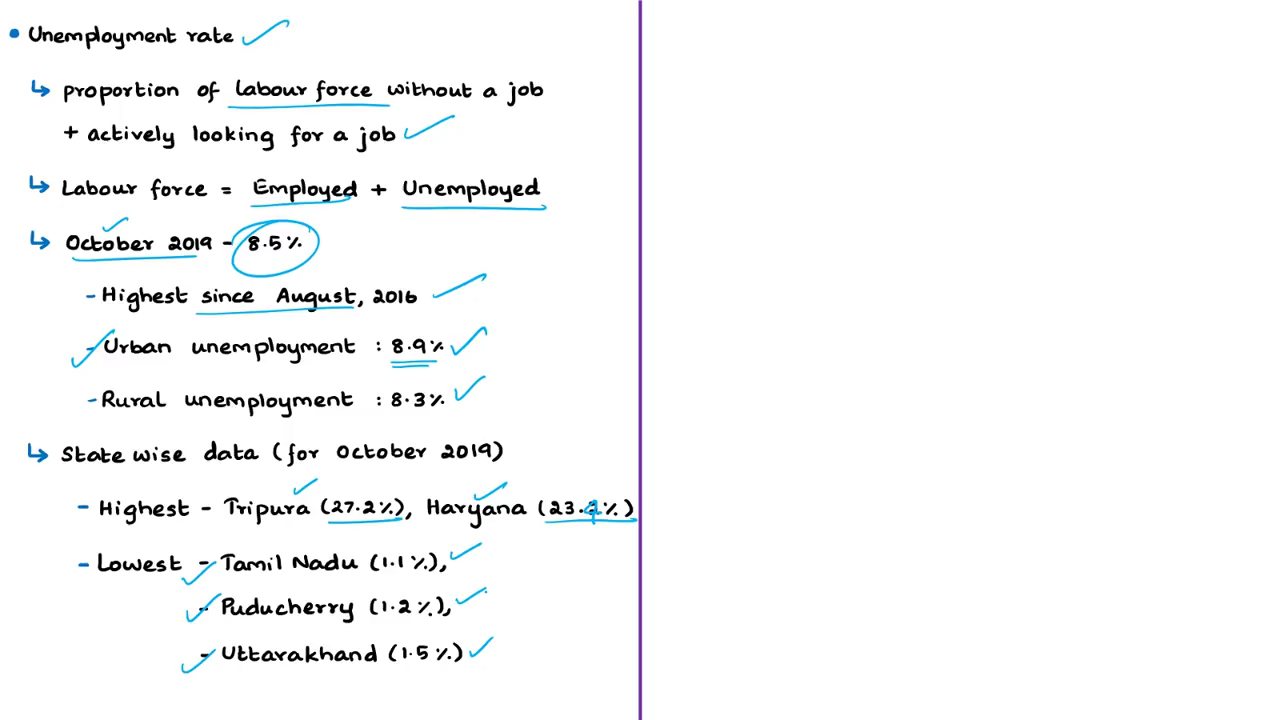 • Unemployment rate
↳ proportion of labour force without a job
+ actively looking for a job
↳ Labour force = Employed + Unemployed
↳ October 2019 - 8.5%
- Highest since August, 2016
- Urban unemployment : 8.9%
- Rural unemployment : 8.3%
↳ State wise data (for October 2019)
- Highest - Tripura (27.2%), Haryana (23.4%)
- Lowest - Tamil Nadu (1.1%),
- Puducherry (1.2%),
- Uttarakhand (1.5%)